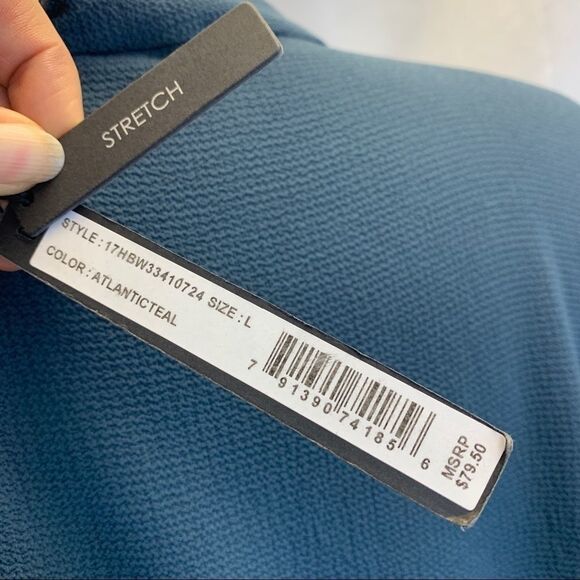 STRETCH
STYLE : 17HBW33410724 SIZE : L
COLOR : ATLANTICTEAL
7 91390 74185 6
MSRP
$79.50